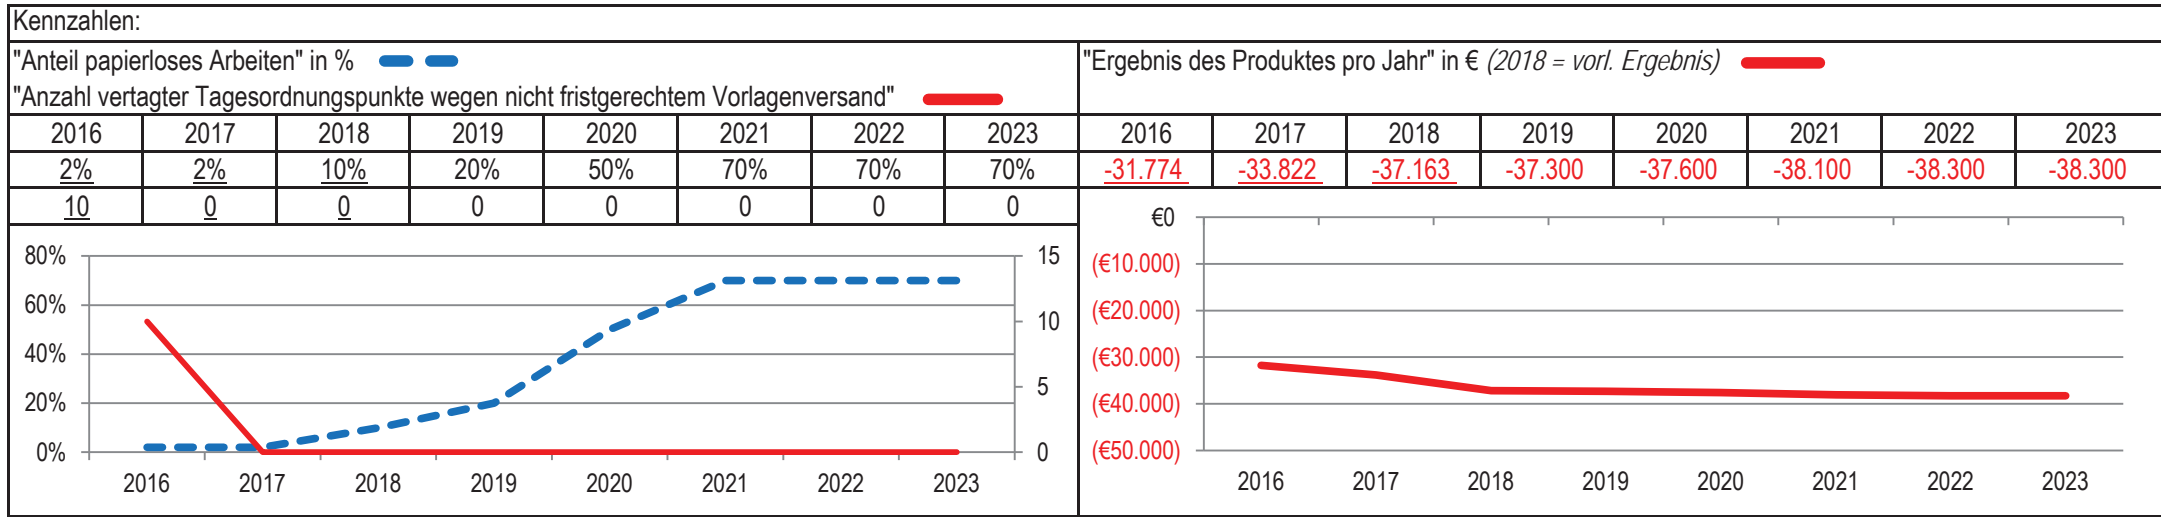 Kennzahlen:
"Anteil papierloses Arbeiten" in %
"Anzahl vertagter Tagesordnungspunkte wegen nicht fristgerechtem Vorlagenversand"
2016 2017 2018 2019 2020 2021 2022 2023
2% 2% 10% 20% 50% 70% 70% 70%
10 0 0 0 0 0 0 0
80%
60%
40%
20%
0%
15
10
5
0
2016 2017 2018 2019 2020 2021 2022 2023
"Ergebnis des Produktes pro Jahr" in € (2018 = vorl. Ergebnis)
2016 2017 2018 2019 2020 2021 2022 2023
-31.774 -33.822 -37.163 -37.300 -37.600 -38.100 -38.300 -38.300
€0
(€10.000)
(€20.000)
(€30.000)
(€40.000)
(€50.000)
2016 2017 2018 2019 2020 2021 2022 2023